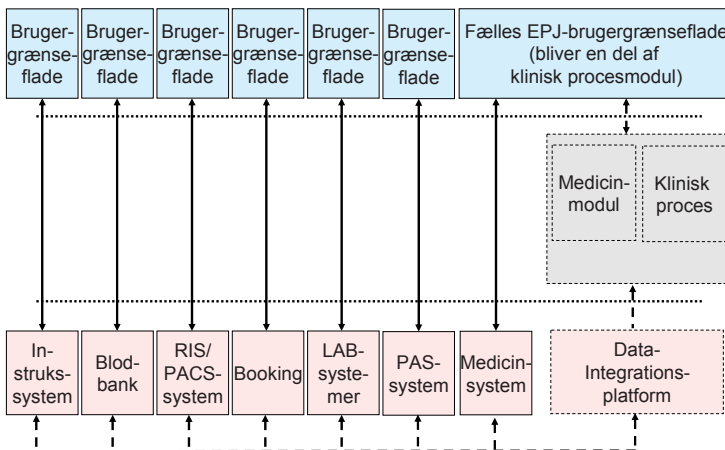 Bruger-
grænse-
flade
Bruger-
grænse-
flade
Bruger-
grænse-
flade
Bruger-
grænse-
flade
Bruger-
grænse-
flade
Bruger-
grænse-
flade
Fælles EPJ-brugergrænseflade
(bliver en del af
klinisk procesmodul)
Medicin-
modul
Klinisk
proces
In-
struks-
system
Blod-
bank
RIS/
PACS-
system
Booking
LAB-
syste-
mer
PAS-
system
Medicin-
system
Data-
Integrations-
platform